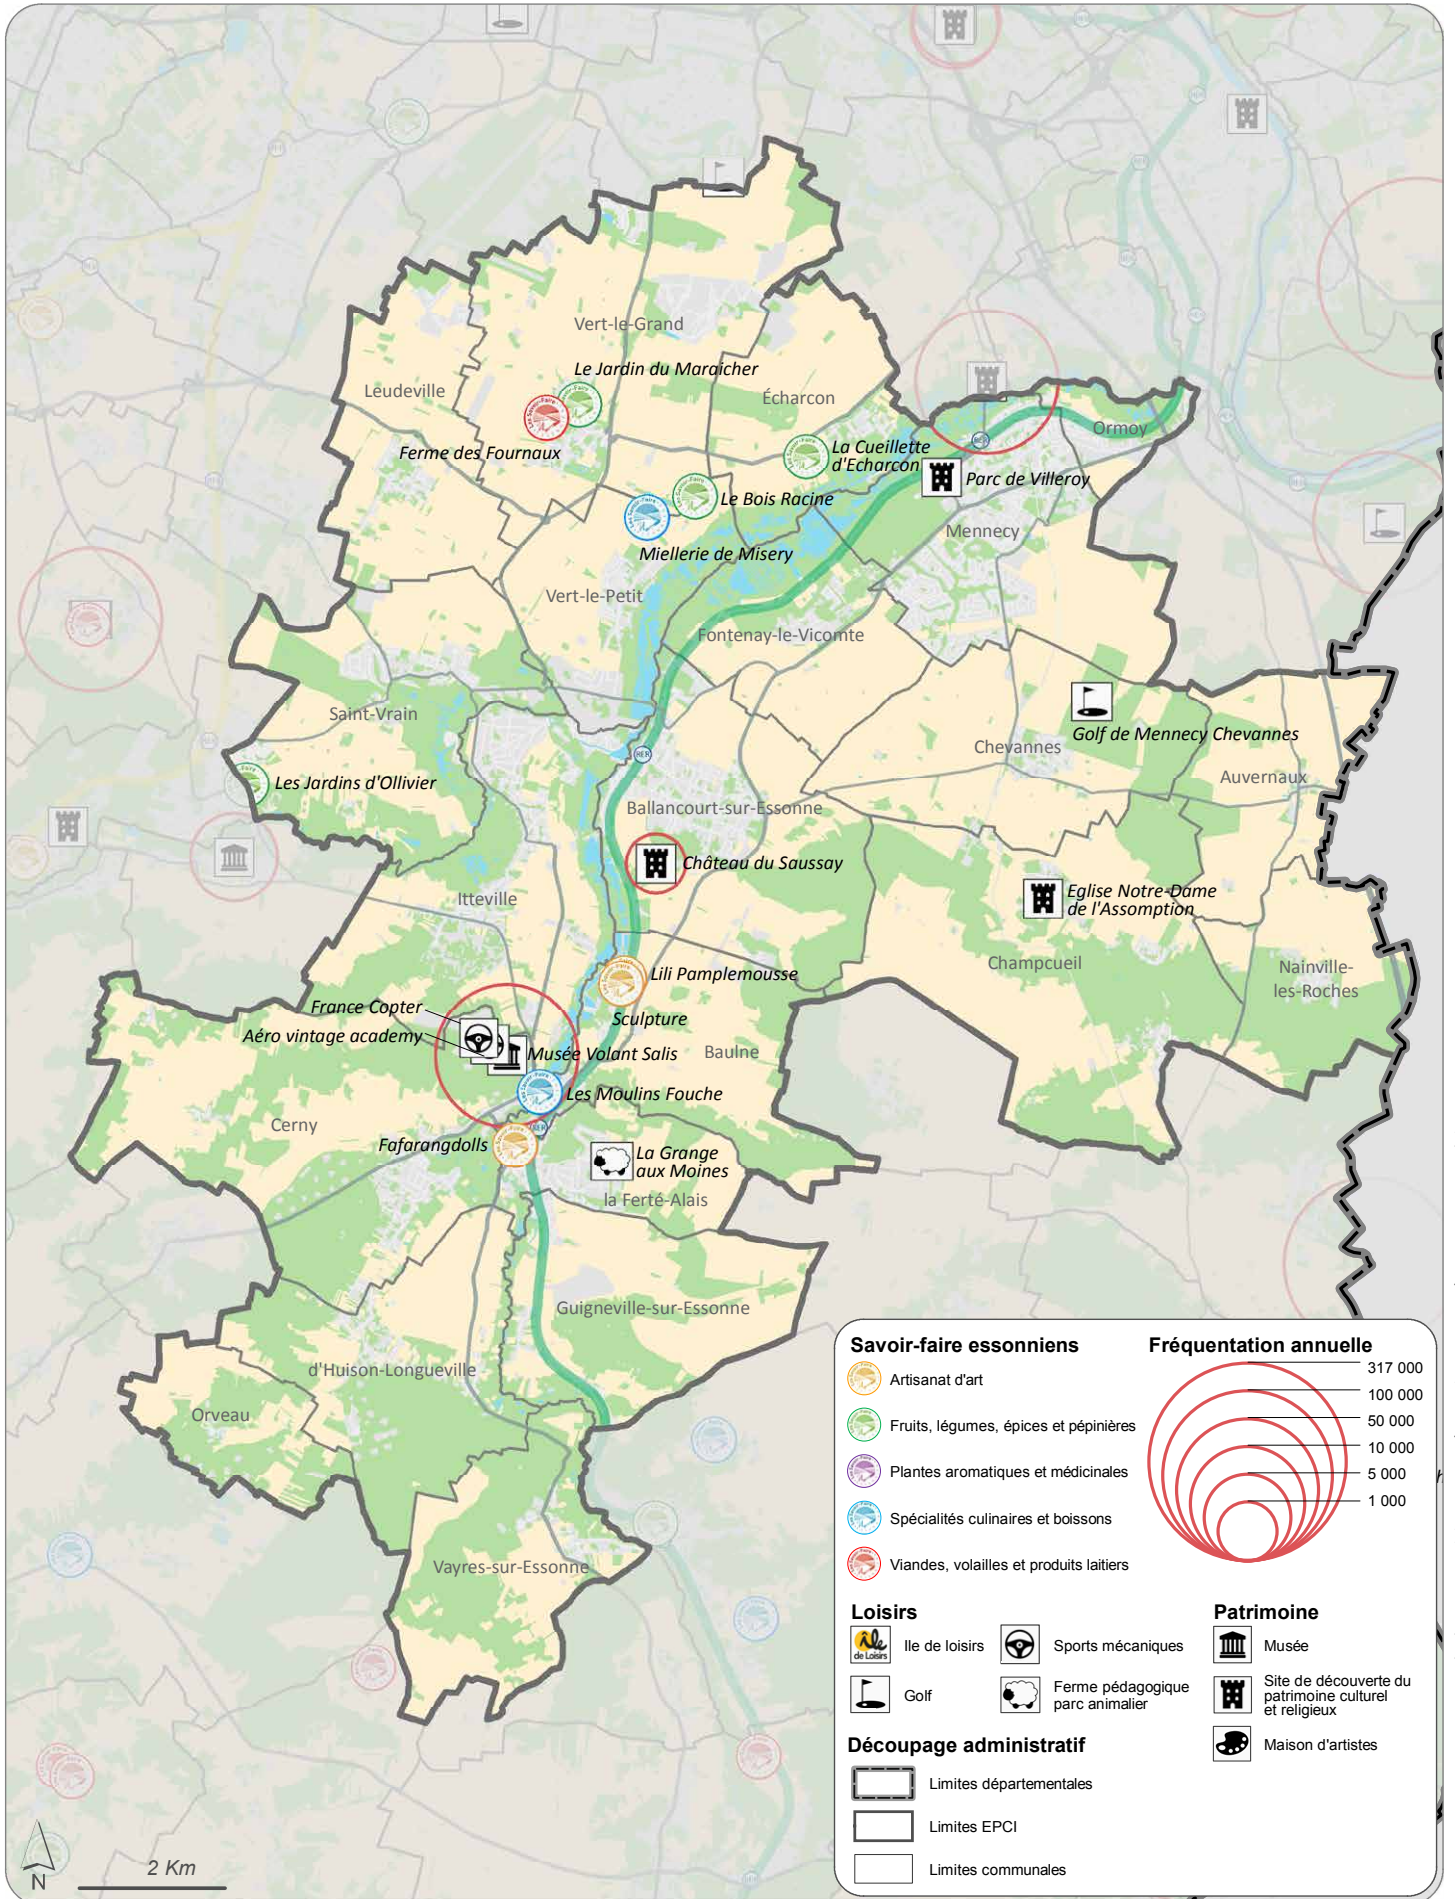 Vert-le-Grand
Le Jardin du Maraicher
Leudeville
Écharcon
Ormoy
Ferme des Fournaux
La Cueillette
d'Echarcon
RER
Parc de Villeroy
Le Bois Racine
Mennecy
Miellerie de Misery
Vert-le-Petit
Fontenay-le-Vicomte
Saint-Vrain
Golf de Mennecy Chevannes
Chevannes
RER
Auvernaux
Les Jardins d'Ollivier
Ballancourt-sur-Essonne
Château du Saussay
Itteville
Eglise Notre-Dame
de l'Assomption
Champcueil
Nainville-
les-Roches
Lili Pamplemousse
France Copter
Sculpture
Aéro vintage academy
Musée Volant Salis
Baulne
Les Moulins Fouche
Cerny
RER
Fafarangdolls
La Grange
aux Moines
la Ferté-Alais
Guigneville-sur-Essonne
d'Huison-Longueville
Orveau
Vayres-sur-Essonne
Savoir-faire essonniens
Artisanat d'art
Fruits, légumes, épices et pépinières
Plantes aromatiques et médicinales
Spécialités culinaires et boissons
Viandes, volailles et produits laitiers
Fréquentation annuelle
317 000
100 000
50 000
10 000
5 000
1 000
Loisirs
île
de Loisirs
Ile de loisirs
Sports mécaniques
Golf
Ferme pédagogique
parc animalier
Patrimoine
Musée
Site de découverte du
patrimoine culturel
et religieux
Maison d'artistes
Découpage administratif
Limites départementales
Limites EPCI
Limites communales
N
2 Km